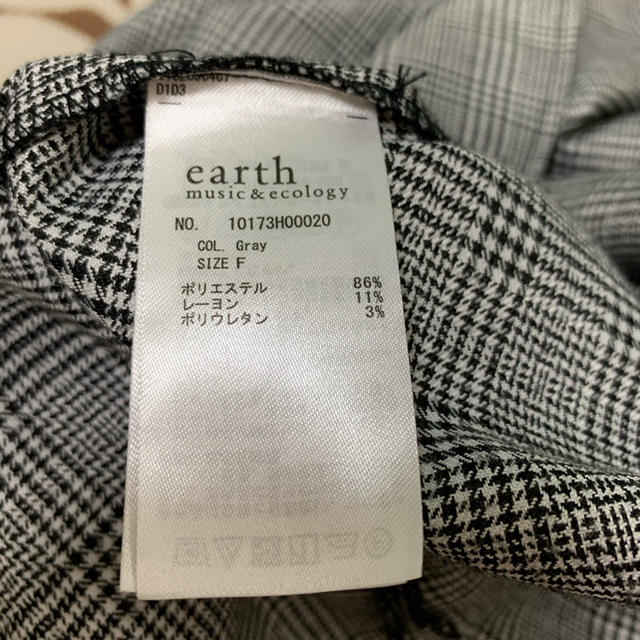 D1D3
earth
music&ecology
NO. 10173H00020
COL. Gray
SIZE F
ポリエステル 86%
レーヨン 11%
ポリウレタン 3%